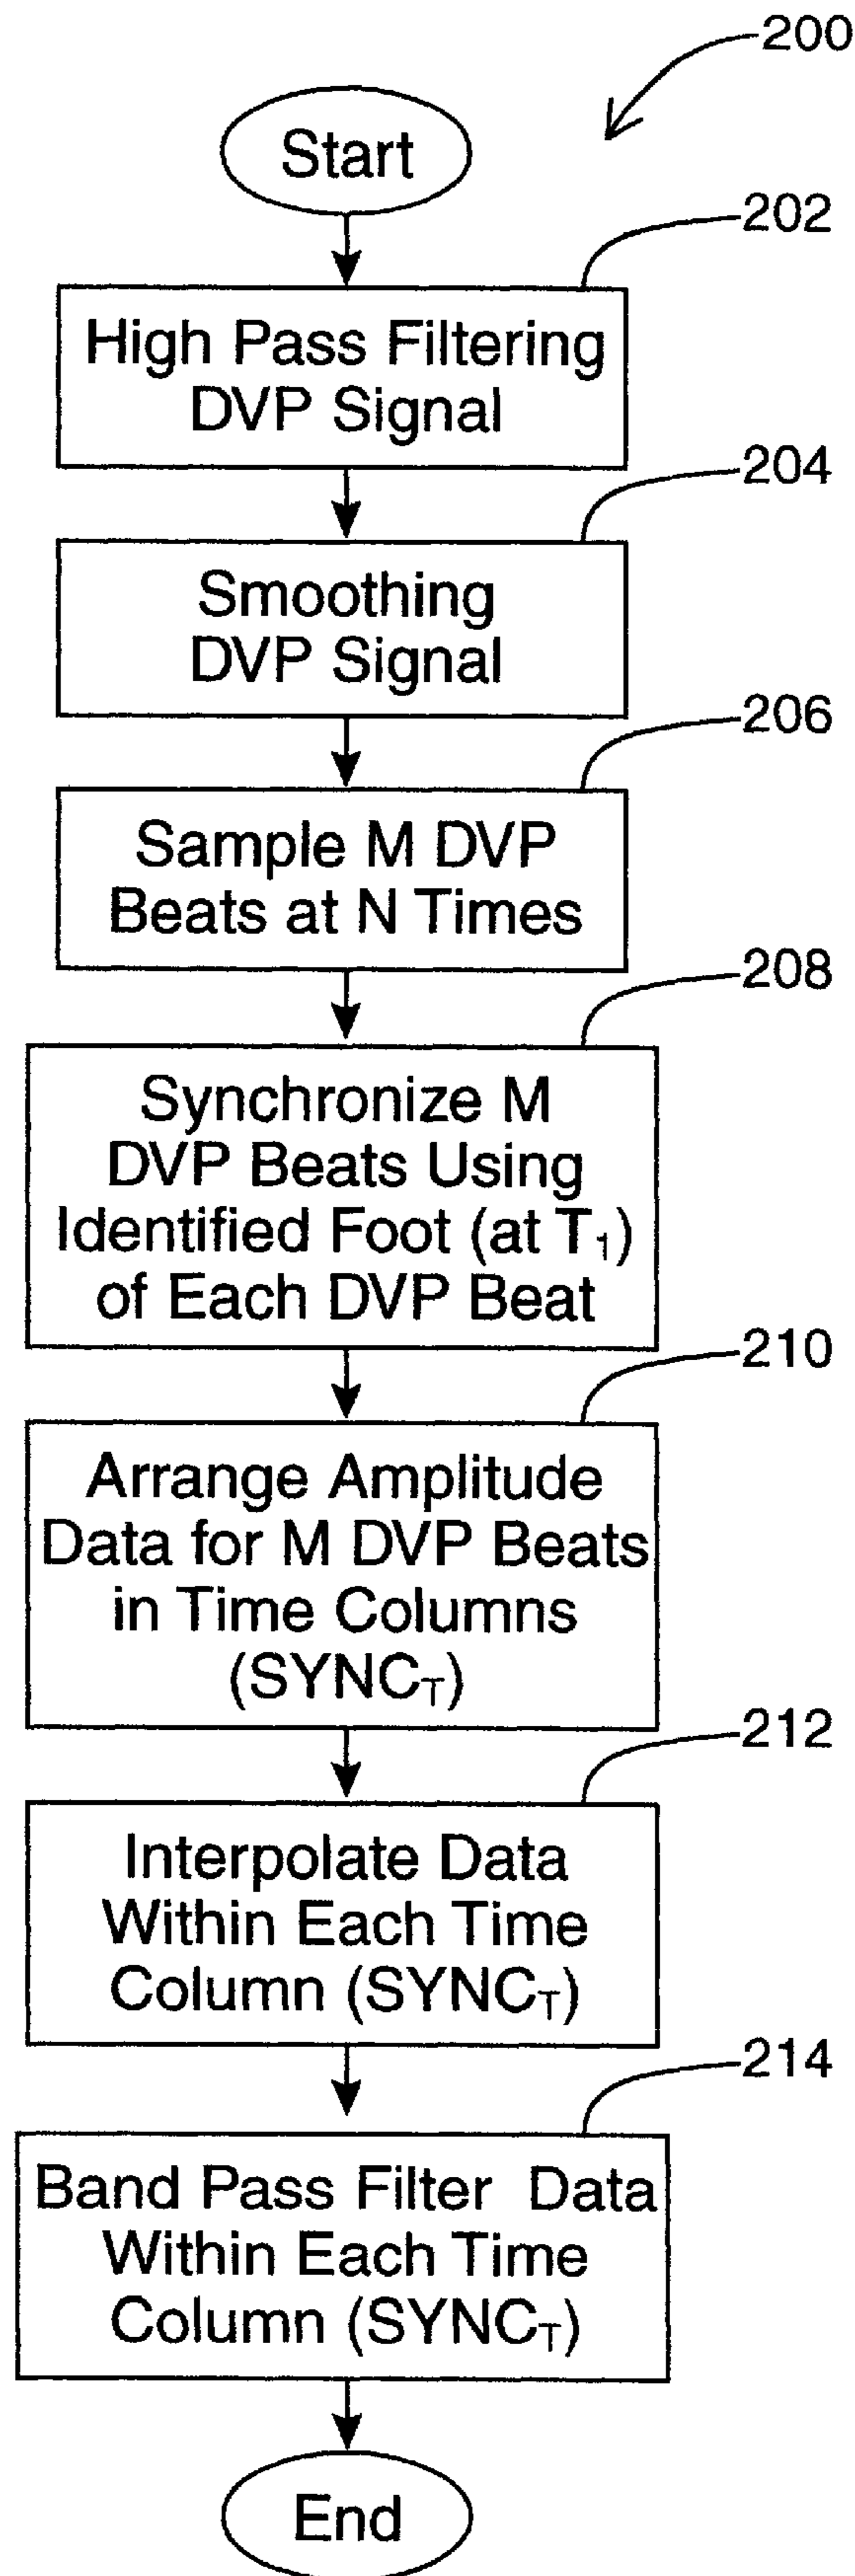 200
Start
202
High Pass Filtering
DVP Signal
204
Smoothing
DVP Signal
206
Sample M DVP
Beats at N Times
208
Synchronize M
DVP Beats Using
Identified Foot (at T₁)
of Each DVP Beat
210
Arrange Amplitude
Data for M DVP Beats
in Time Columns
(SYNCT)
212
Interpolate Data
Within Each Time
Column (SYNCT)
214
Band Pass Filter Data
Within Each Time
Column (SYNCT)
End